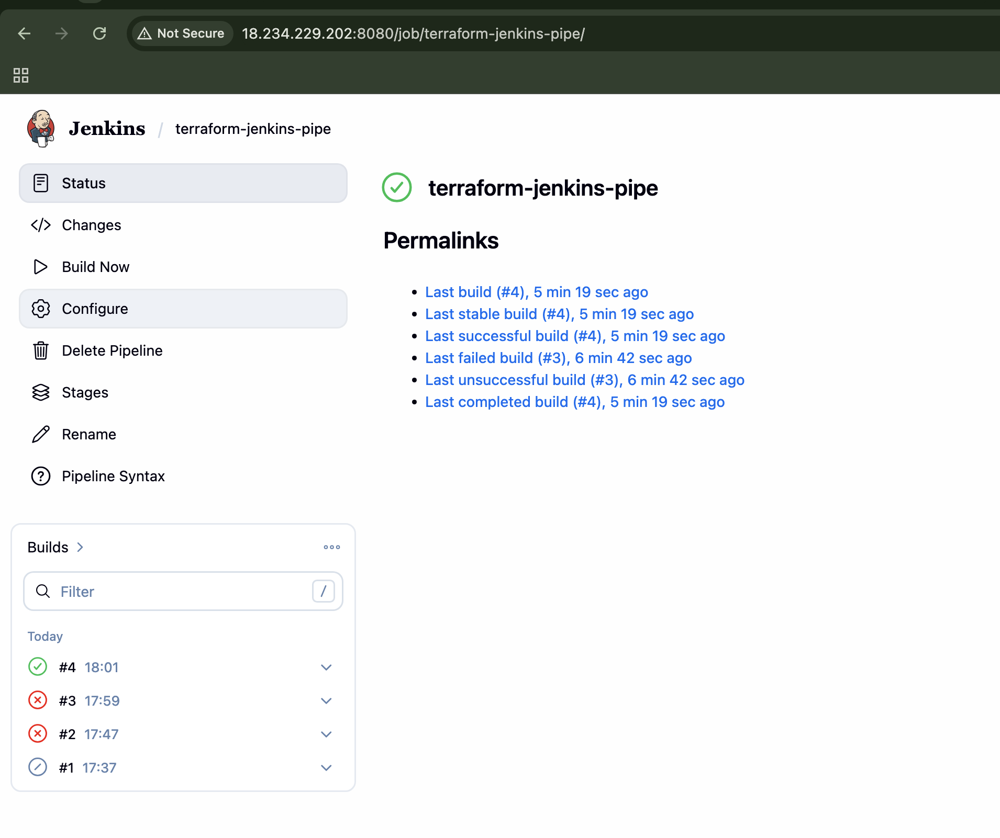 Not Secure 18.234.229.202:8080/job/terraform-jenkins-pipe/
Jenkins / terraform-jenkins-pipe
Status
Changes
Build Now
Configure
Delete Pipeline
Stages
Rename
Pipeline Syntax
terraform-jenkins-pipe
Permalinks
• Last build (#4), 5 min 19 sec ago
• Last stable build (#4), 5 min 19 sec ago
• Last successful build (#4), 5 min 19 sec ago
• Last failed build (#3), 6 min 42 sec ago
• Last unsuccessful build (#3), 6 min 42 sec ago
• Last completed build (#4), 5 min 19 sec ago
Builds
Filter /
Today
#4 18:01
#3 17:59
#2 17:47
#1 17:37